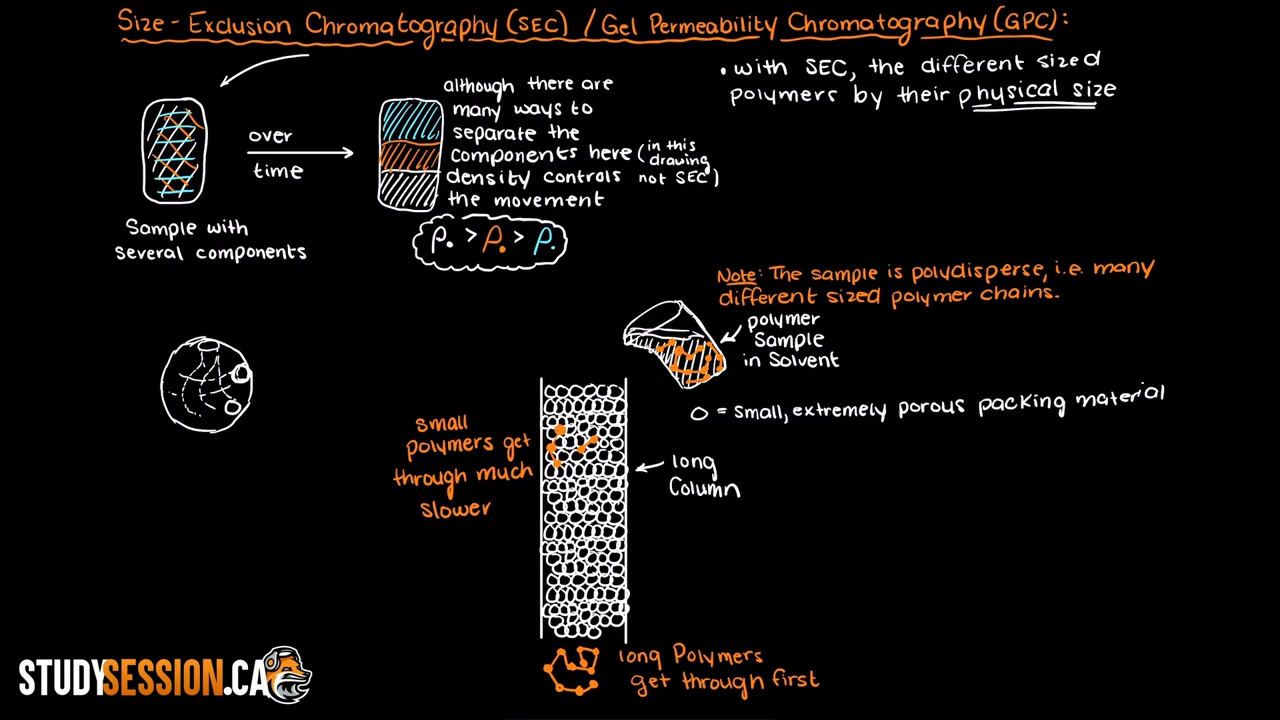 Size-Exclusion Chromatography (SEC) / Gel Permeability Chromatography (GPC):
• with SEC, the different sized
polymers by their physical size
although there are
many ways to
separate the
components here (in this
drawing
density controls not SEC)
the movement
over
time
Sample with
several components
ρ. > ρ. > ρ.
Note: The sample is polydisperse, i.e. many
different sized polymer chains.
polymer
Sample
in Solvent
O = small, extremely porous packing material
small
polymers get
through much
slower
long
Column
long Polymers
get through first
STUDYSESSION.CA